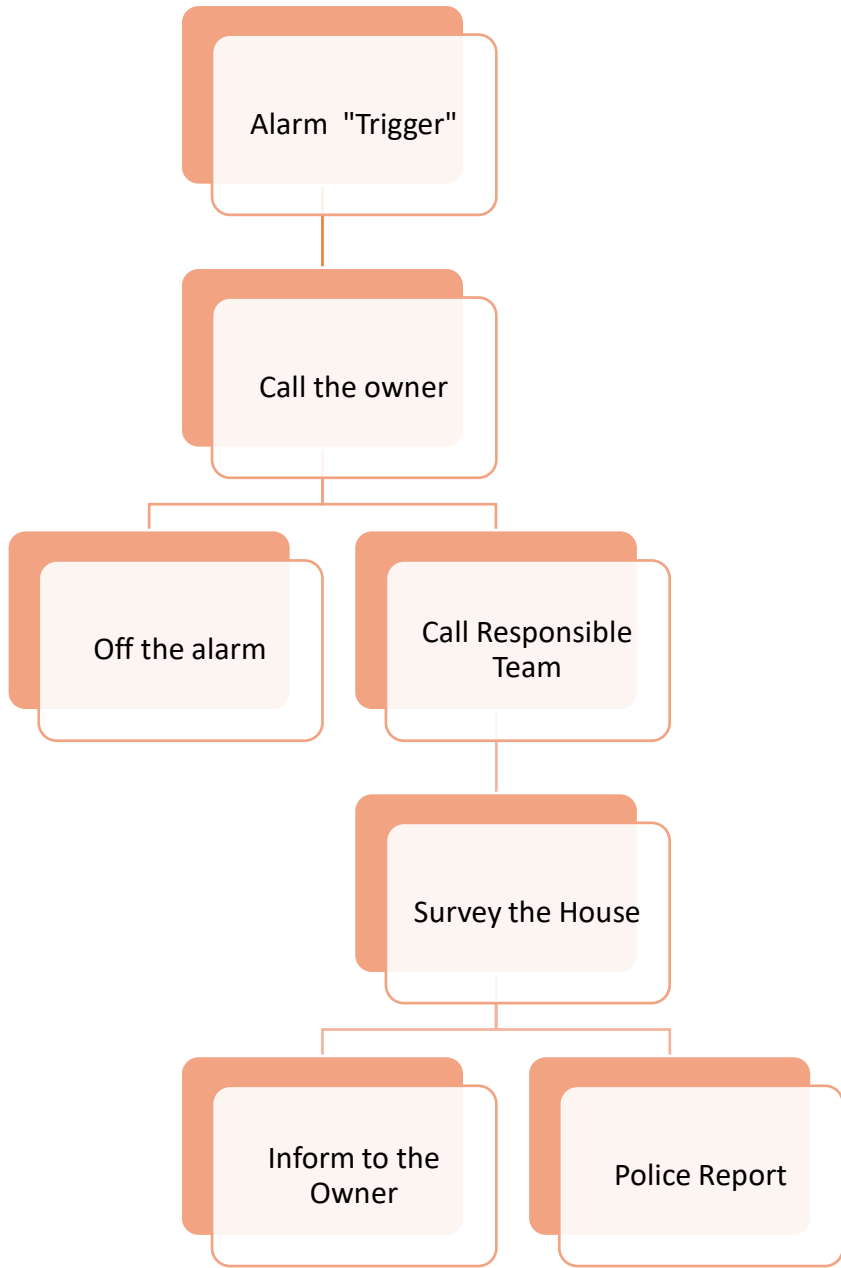 Alarm  "Trigger"
Call the owner
Off the alarm
Call Responsible
Team
Survey the House
Inform to the
Owner
Police Report